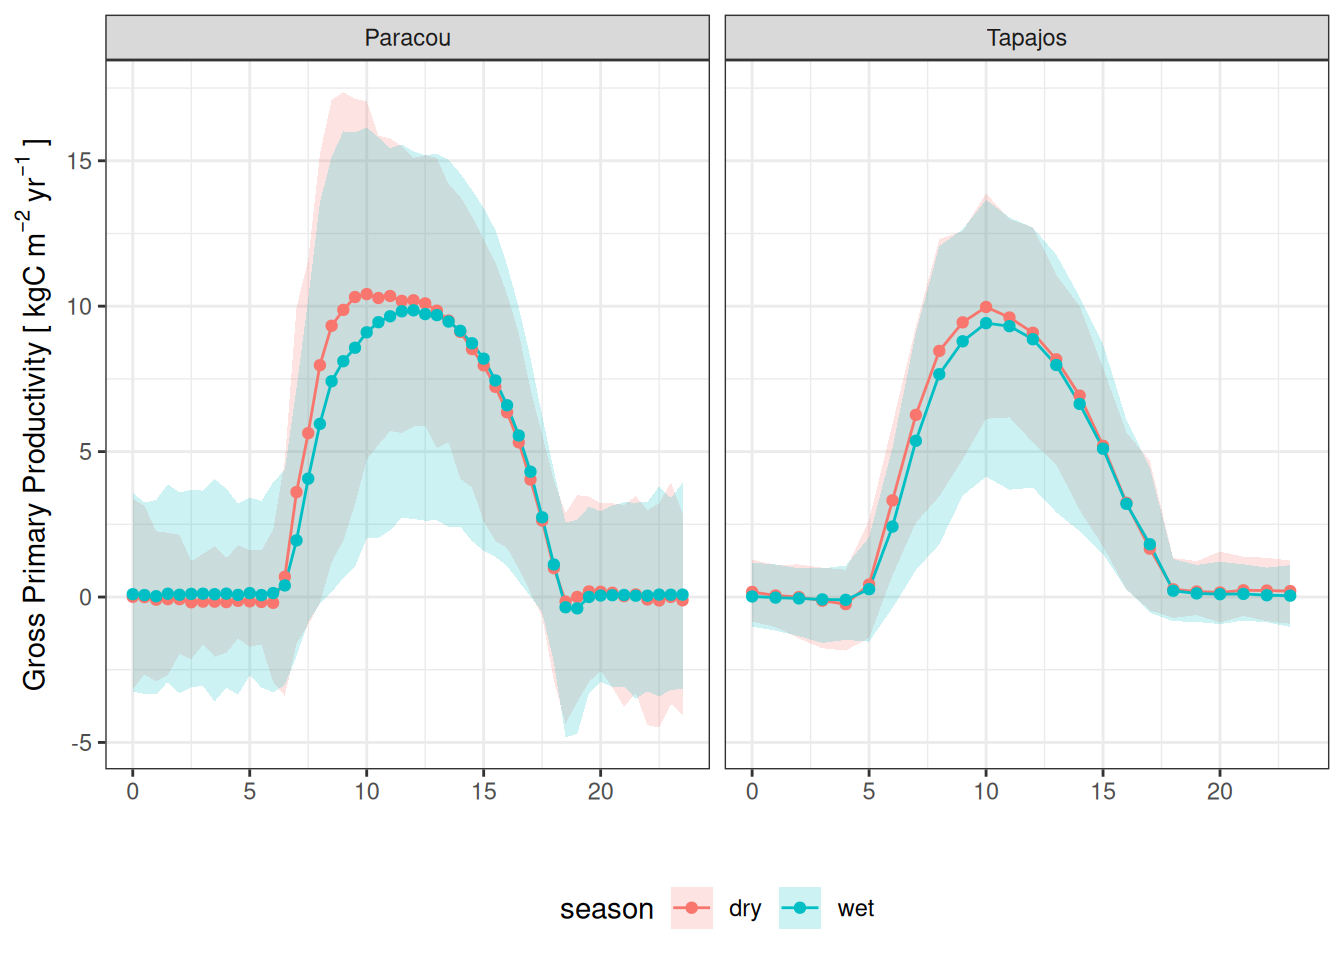 Paracou
Tapajos
Gross Primary Productivity [ kgC m⁻² yr⁻¹ ]
15
10
5
0
-5
0 5 10 15 20
0 5 10 15 20
season dry wet